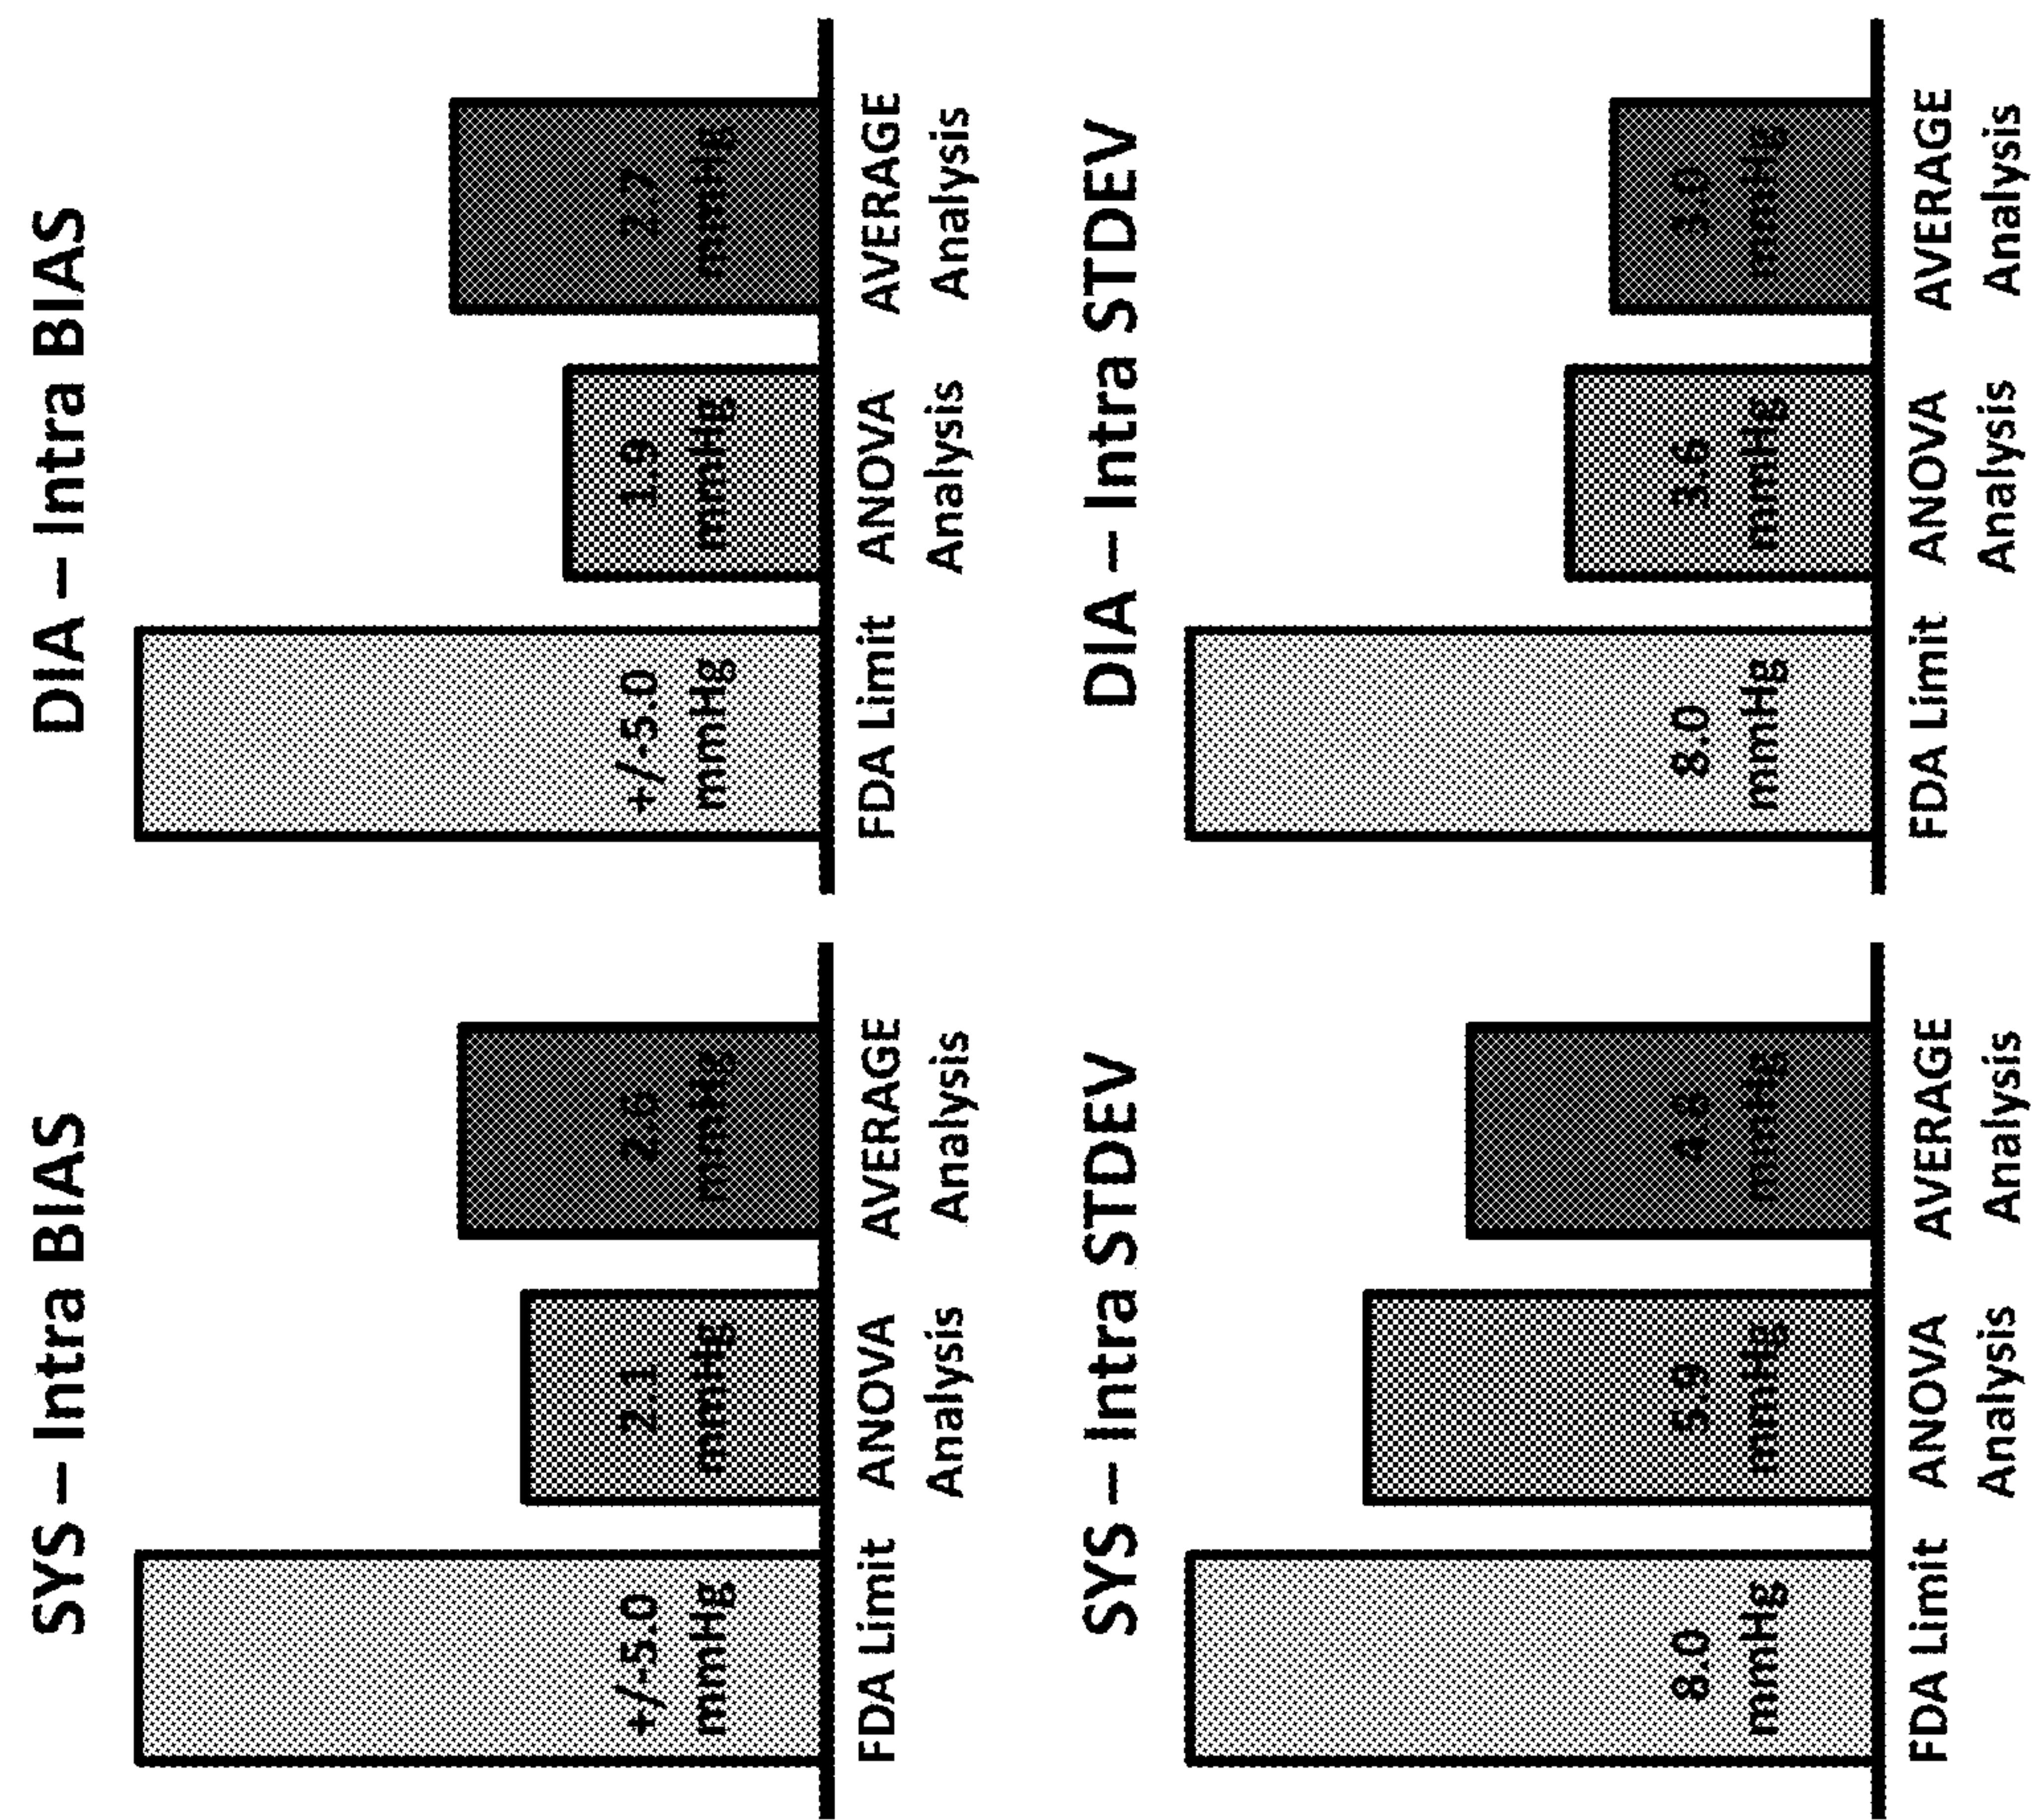 SYS – Intra BIAS
+/-5.0
mmHg
2.1
mmHg
2.6
mmHg
FDA Limit
ANOVA
Analysis
AVERAGE
Analysis
DIA – Intra BIAS
+/-5.0
mmHg
1.9
mmHg
2.7
mmHg
FDA Limit
ANOVA
Analysis
AVERAGE
Analysis
SYS – Intra STDEV
8.0
mmHg
5.9
mmHg
4.8
mmHg
FDA Limit
ANOVA
Analysis
AVERAGE
Analysis
DIA – Intra STDEV
8.0
mmHg
3.6
mmHg
3.0
mmHg
FDA Limit
ANOVA
Analysis
AVERAGE
Analysis